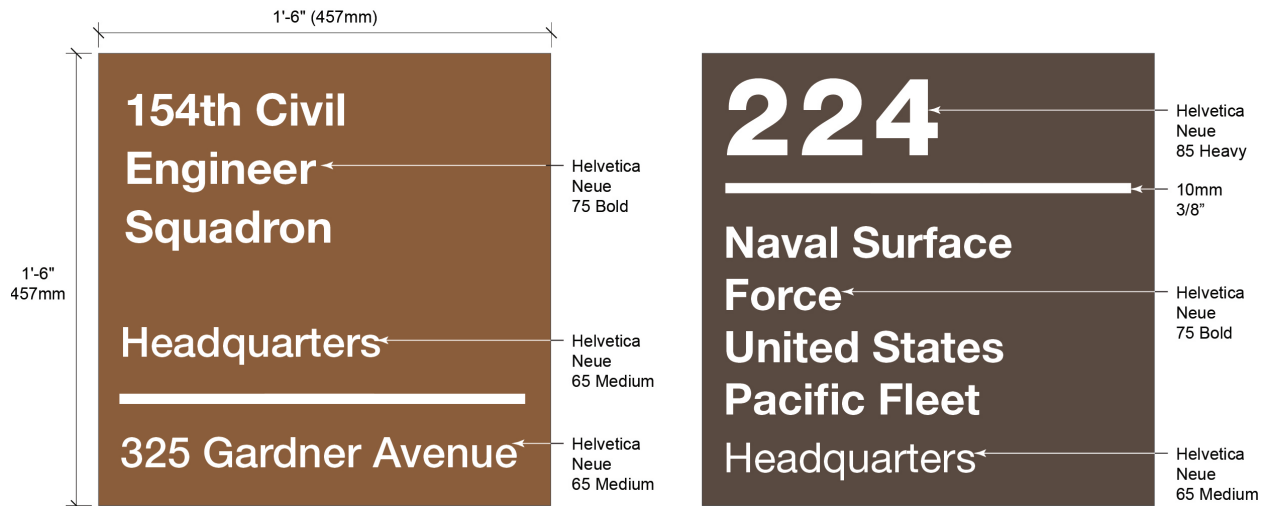 1'-6" (457mm)
154th Civil
Engineer
Squadron
Helvetica
Neue
75 Bold
1'-6"
457mm
Headquarters
Helvetica
Neue
65 Medium
325 Gardner Avenue
Helvetica
Neue
65 Medium
224
Helvetica
Neue
85 Heavy
10mm
3/8”
Naval Surface
Force
United States
Pacific Fleet
Helvetica
Neue
75 Bold
Headquarters
Helvetica
Neue
65 Medium